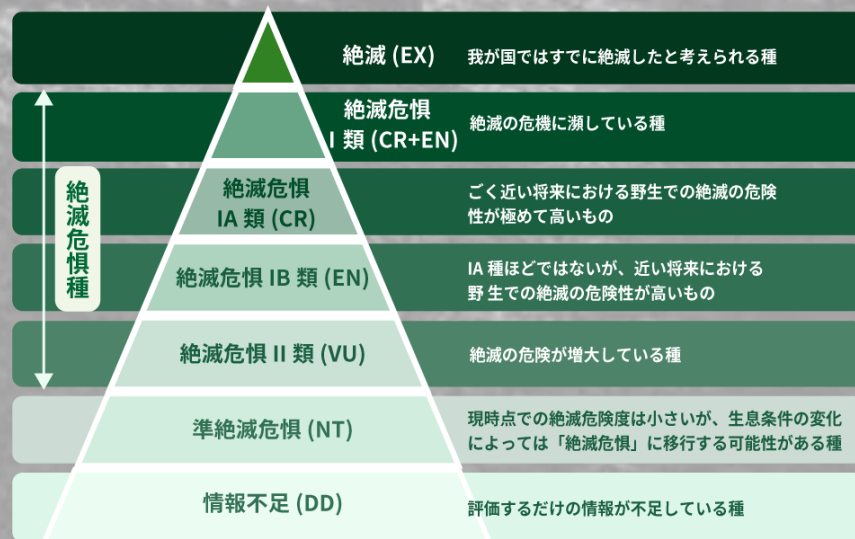 絶滅 (EX)
我が国ではすでに絶滅したと考えられる種
絶滅危惧
I 類 (CR+EN)
絶滅の危機に瀕している種
絶滅危惧種
絶滅危惧
IA 類 (CR)
ごく近い将来における野生での絶滅の危険
性が極めて高いもの
絶滅危惧 IB 類 (EN)
IA 種ほどではないが、近い将来における
野 生での絶滅の危険性が高いもの
絶滅危惧 II 類 (VU)
絶滅の危険が増大している種
準絶滅危惧 (NT)
現時点での絶滅危険度は小さいが、生息条件の変化
によっては「絶滅危惧」に移行する可能性がある種
情報不足 (DD)
評価するだけの情報が不足している種